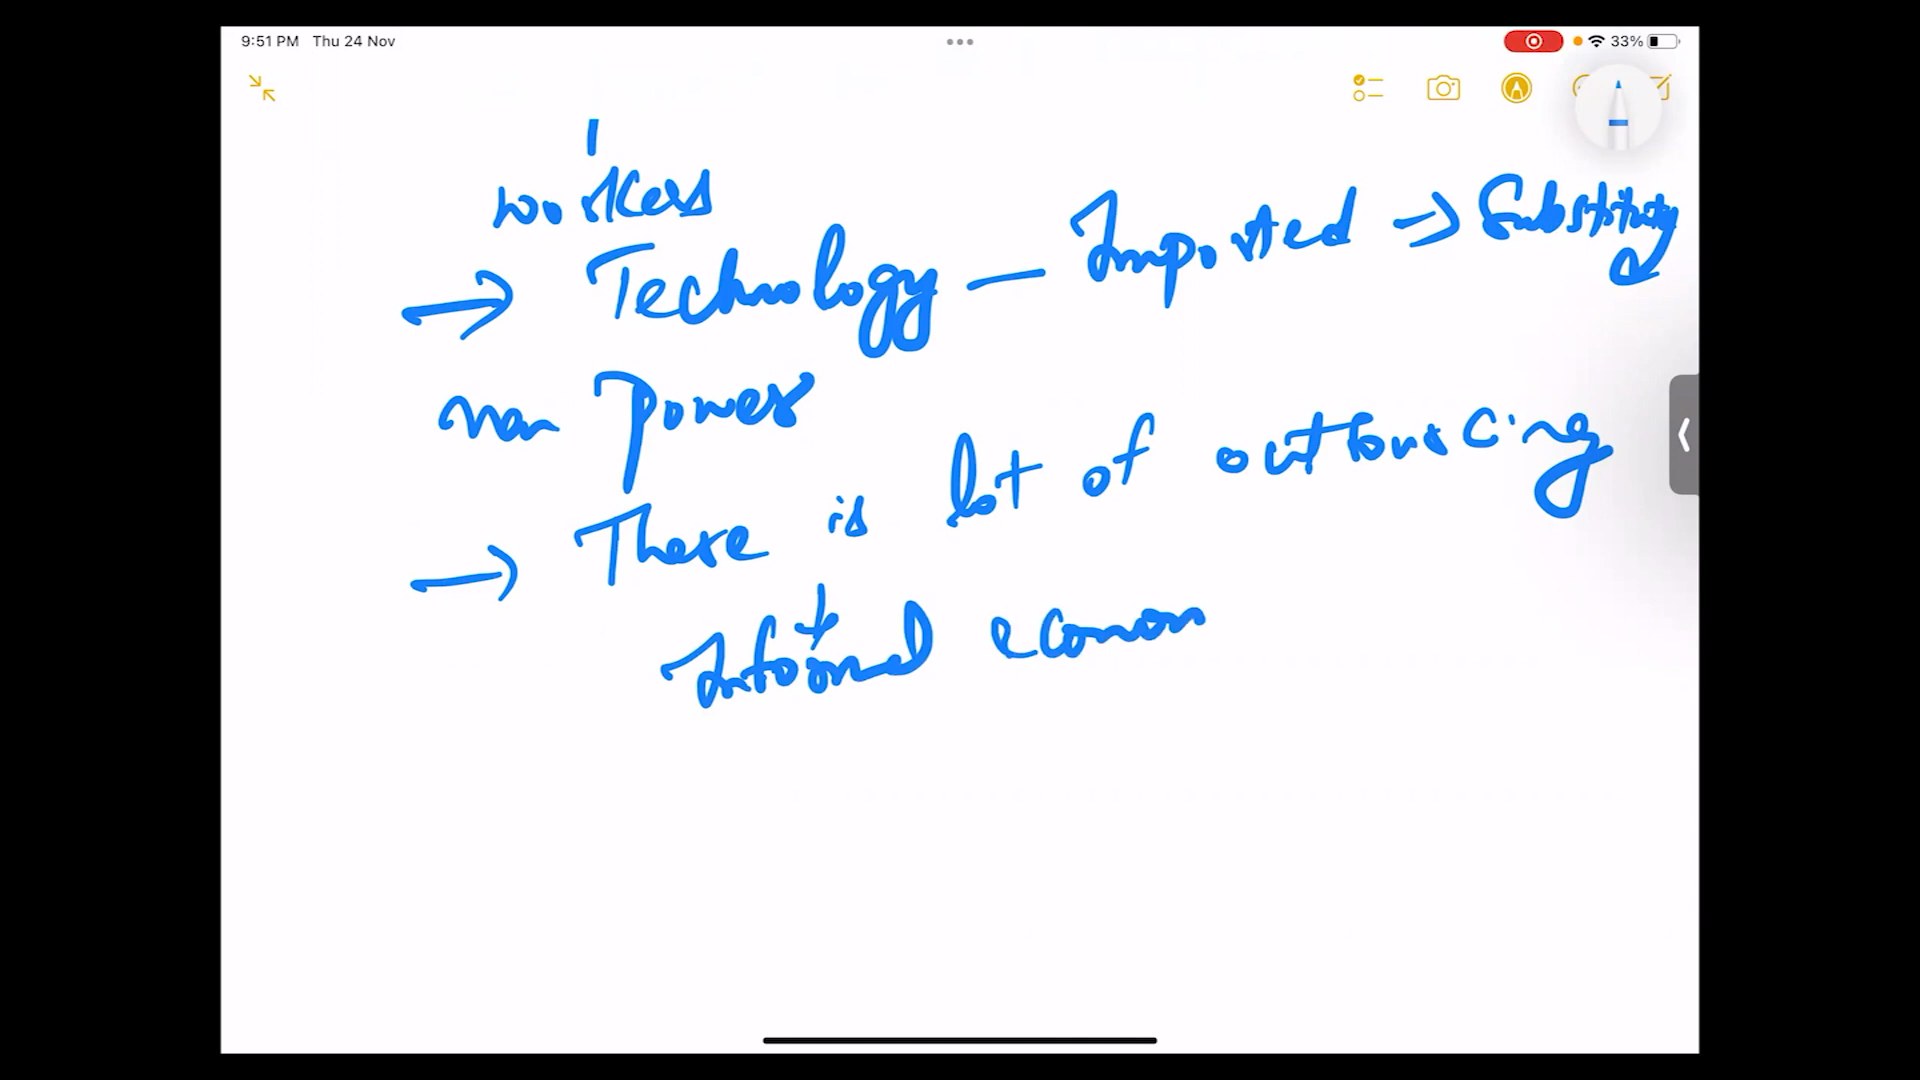 9:51 PM Thu 24 Nov
33%
workers
→ Technology — Imported → Substituting
man Power
→ There is lot of outsourcing
↓
Informal econom